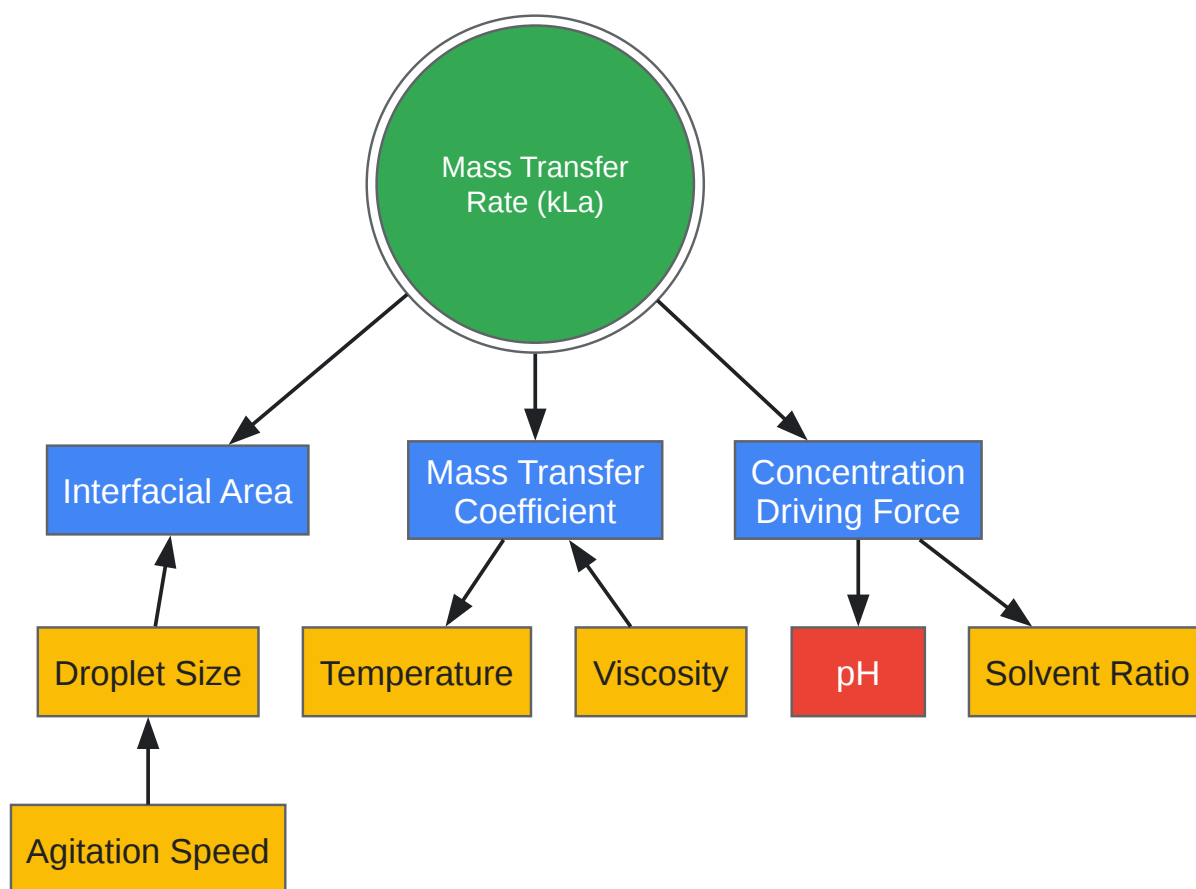 Mass Transfer
Rate (kLa)
Interfacial Area
Mass Transfer
Coefficient
Concentration
Driving Force
Droplet Size
Temperature
Viscosity
pH
Solvent Ratio
Agitation Speed